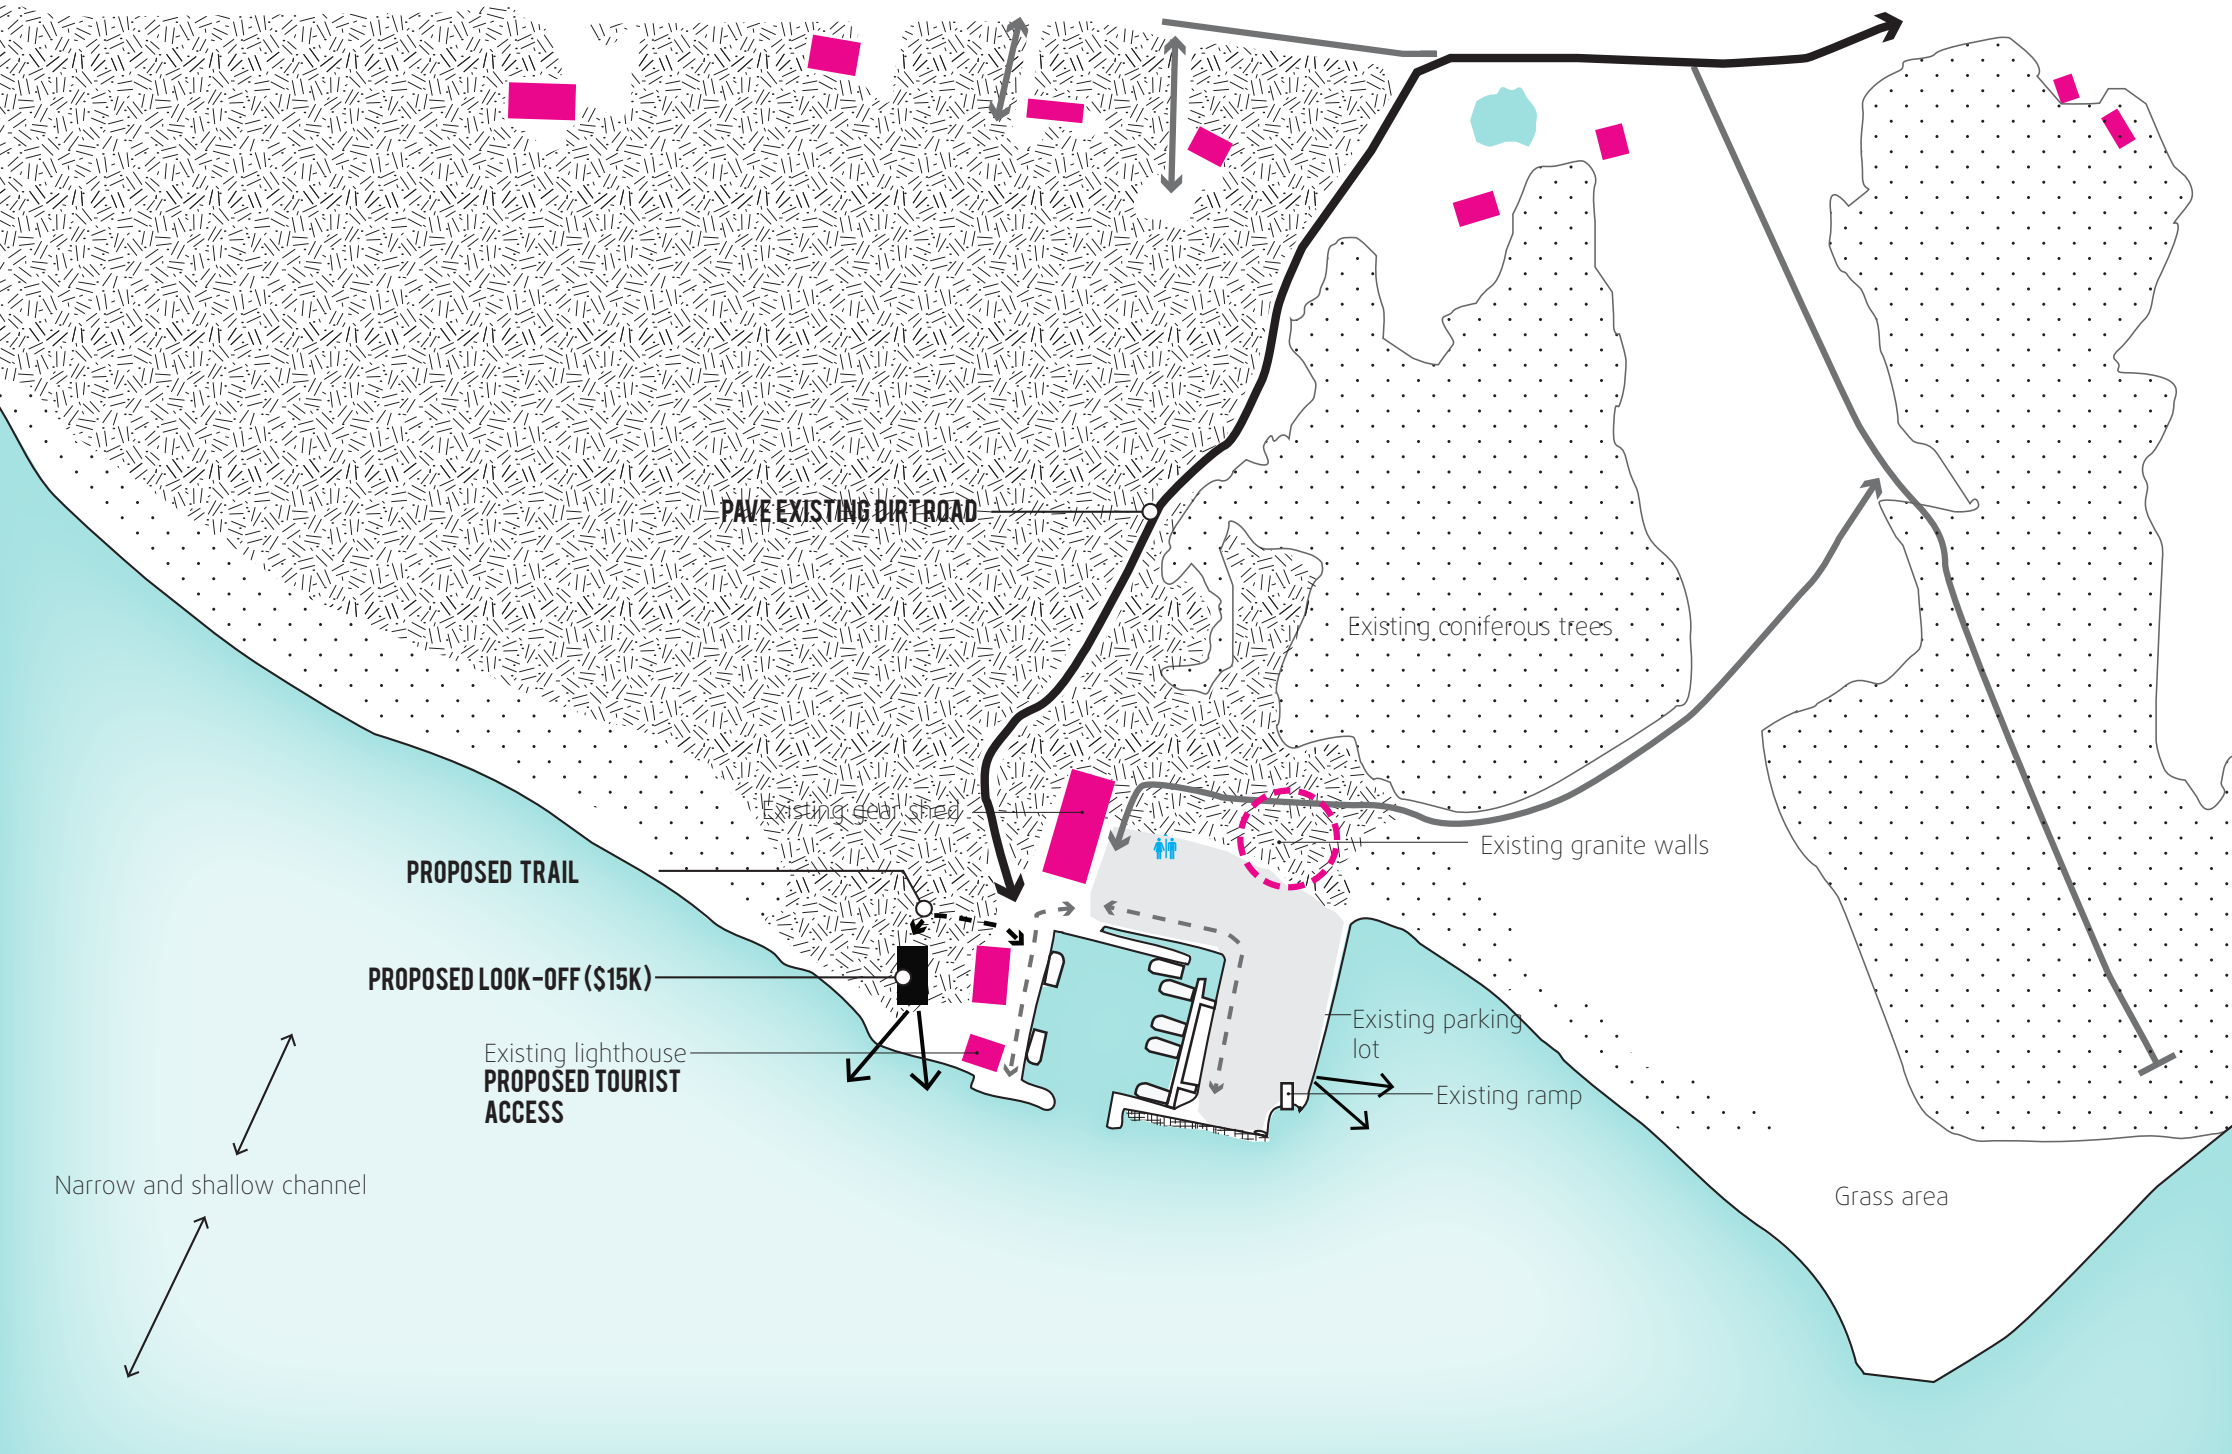 PAVE EXISTING DIRT ROAD
Existing coniferous trees
Existing gear shed
Existing granite walls
PROPOSED TRAIL
PROPOSED LOOK-OFF ($15K)
Existing parking
lot
Existing lighthouse
PROPOSED TOURIST
ACCESS
Existing ramp
Narrow and shallow channel
Grass area